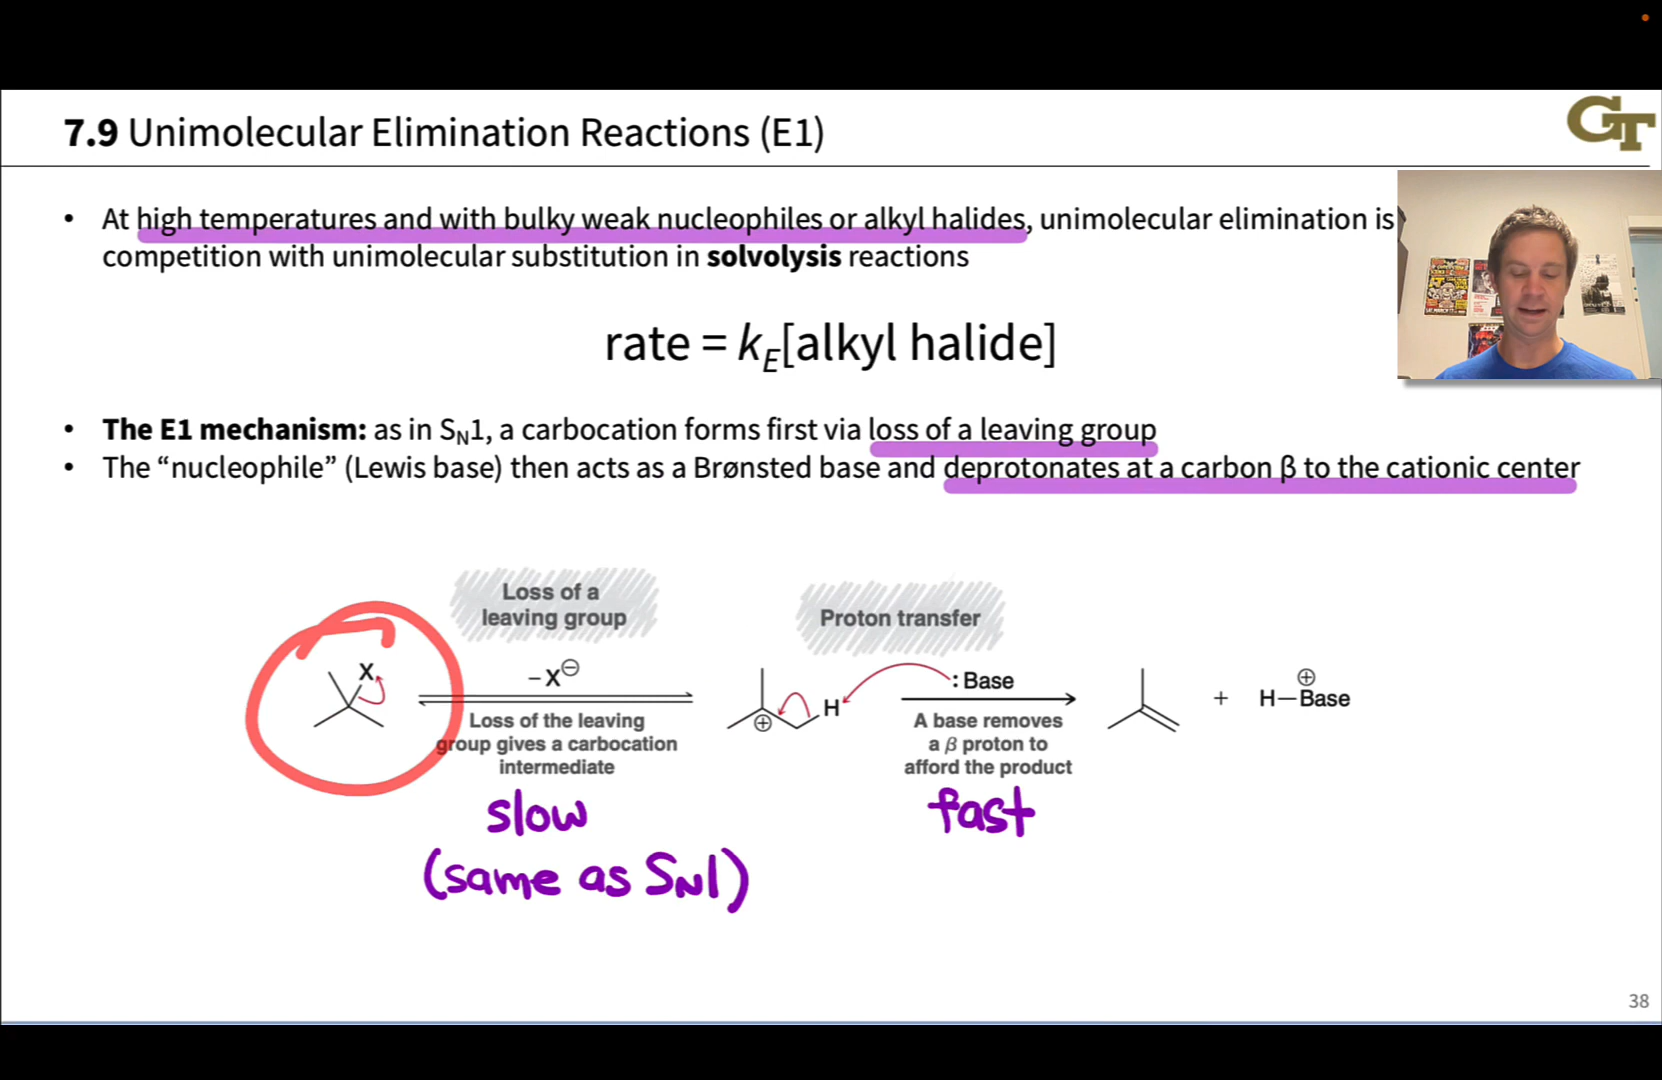 7.9 Unimolecular Elimination Reactions (E1)
GT
• At high temperatures and with bulky weak nucleophiles or alkyl halides, unimolecular elimination is
competition with unimolecular substitution in solvolysis reactions
rate = k_E[alkyl halide]
• The E1 mechanism: as in S_N1, a carbocation forms first via loss of a leaving group
• The “nucleophile” (Lewis base) then acts as a Brønsted base and deprotonates at a carbon β to the cationic center
Loss of a
leaving group
Proton transfer
X
–X⊖
Loss of the leaving
group gives a carbocation
intermediate
⊕
H
:Base
A base removes
a β proton to
afford the product
+
⊕
H–Base
slow
(same as S_N1)
fast
38